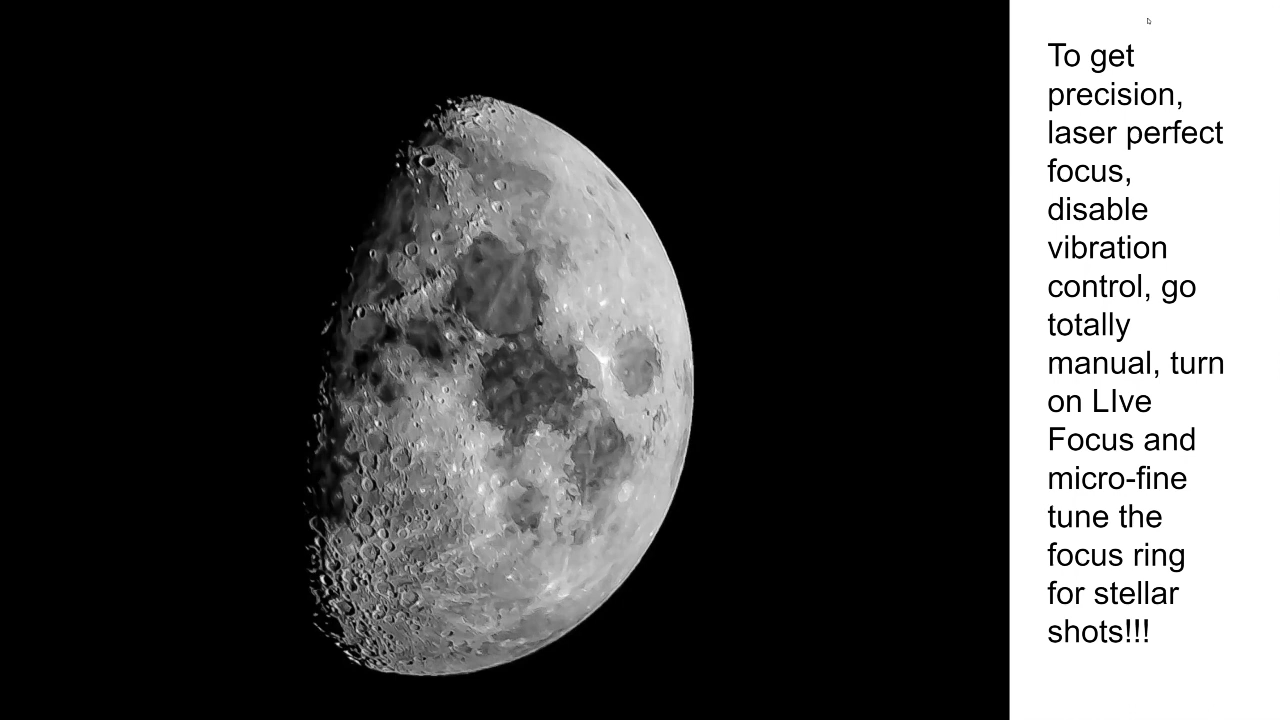 To get
precision,
laser perfect
focus,
disable
vibration
control, go
totally
manual, turn
on LIve
Focus and
micro-fine
tune the
focus ring
for stellar
shots!!!